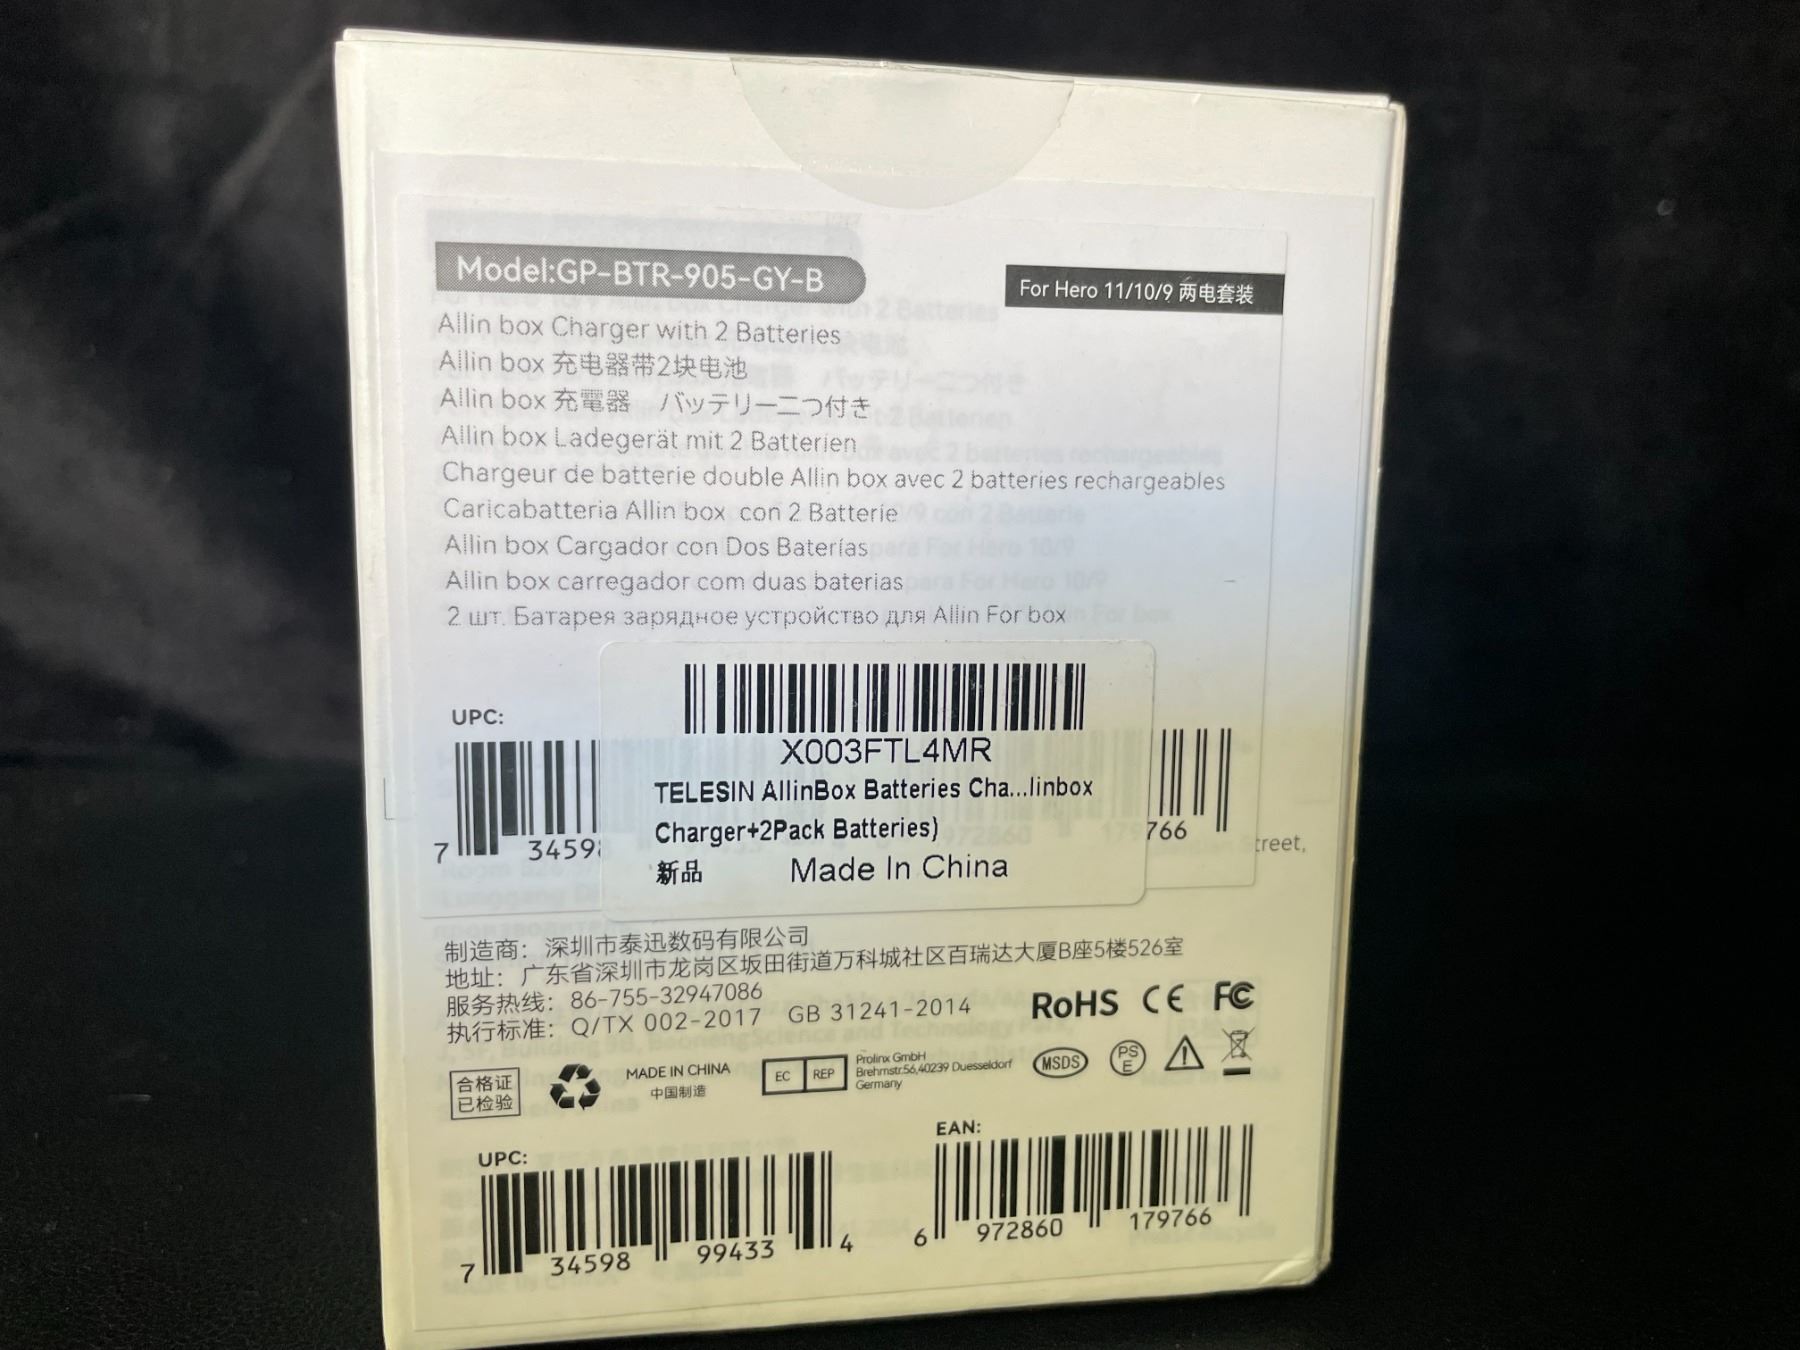 Model:GP-BTR-905-GY-B
For Hero 11/10/9 两电套装
Allin box Charger with 2 Batteries
Allin box 充电器带2块电池
Allin box 充電器　バッテリー二つ付き
Allin box Ladegerät mit 2 Batterien
Chargeur de batterie double Allin box avec 2 batteries rechargeables
Caricabatteria Allin box con 2 Batterie
Allin box Cargador con Dos Baterías
Allin box carregador com duas baterias
2 шт. Батарея зарядное устройство для Allin For box
UPC:
7 34598
X003FTL4MR
TELESIN AllinBox Batteries Cha...linbox
Charger+2Pack Batteries)
新品 Made In China
766
treet,
制造商：深圳市泰迅数码有限公司
地址：广东省深圳市龙岗区坂田街道万科城社区百瑞达大厦B座5楼526室
服务热线：86-755-32947086
执行标准：Q/TX 002-2017 GB 31241-2014
RoHS CE FC
合格证
已检验
MADE IN CHINA
中国制造
EC REP
Prolinx GmbH
Brehmstr.56,40239 Duesseldorf
Germany
MSDS
PS
E
UPC:
7 34598 99433 4
EAN:
6 972860 179766